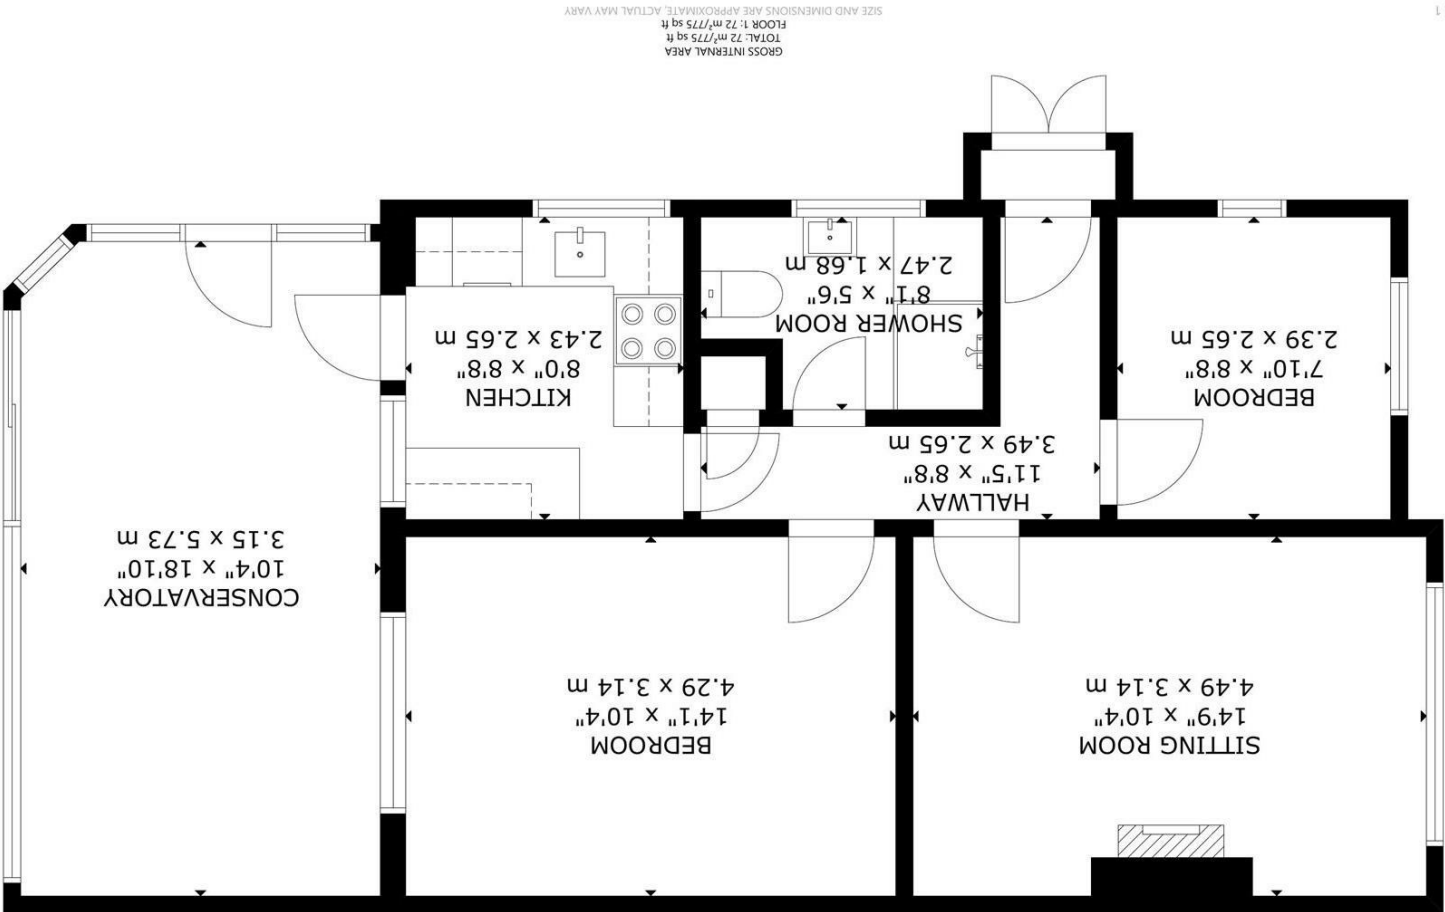 SITTING ROOM
14'9" x 10'4"
4.49 x 3.14 m
BEDROOM
14'1" x 10'4"
4.29 x 3.14 m
CONSERVATORY
10'4" x 18'10"
3.15 x 5.73 m
HALLWAY
11'5" x 8'8"
3.49 x 2.65 m
BEDROOM
7'10" x 8'8"
2.39 x 2.65 m
KITCHEN
8'0" x 8'8"
2.43 x 2.65 m
SHOWER ROOM
8'1" x 5'6"
2.47 x 1.68 m
GROSS INTERNAL AREA
TOTAL: 72 m²/775 sq ft
FLOOR 1: 72 m²/775 sq ft
SIZE AND DIMENSIONS ARE APPROXIMATE, ACTUAL MAY VARY
1